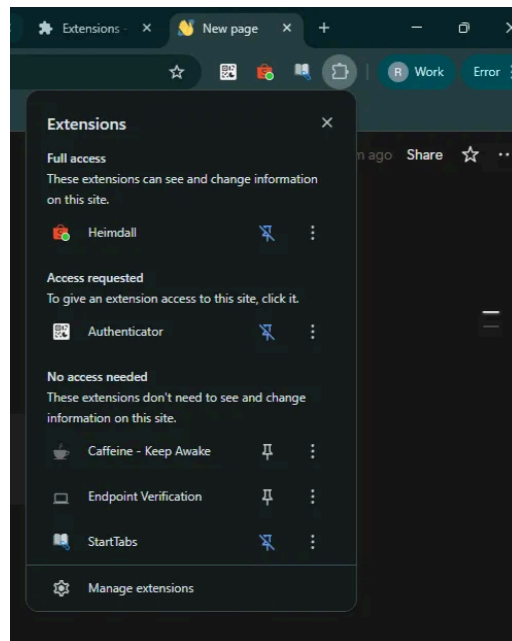 Extensions -
New page
R Work
Error
Extensions
m ago Share
Full access
These extensions can see and change information
on this site.
Heimdall
Access requested
To give an extension access to this site, click it.
Authenticator
No access needed
These extensions don't need to see and change
information on this site.
Caffeine - Keep Awake
Endpoint Verification
StartTabs
Manage extensions